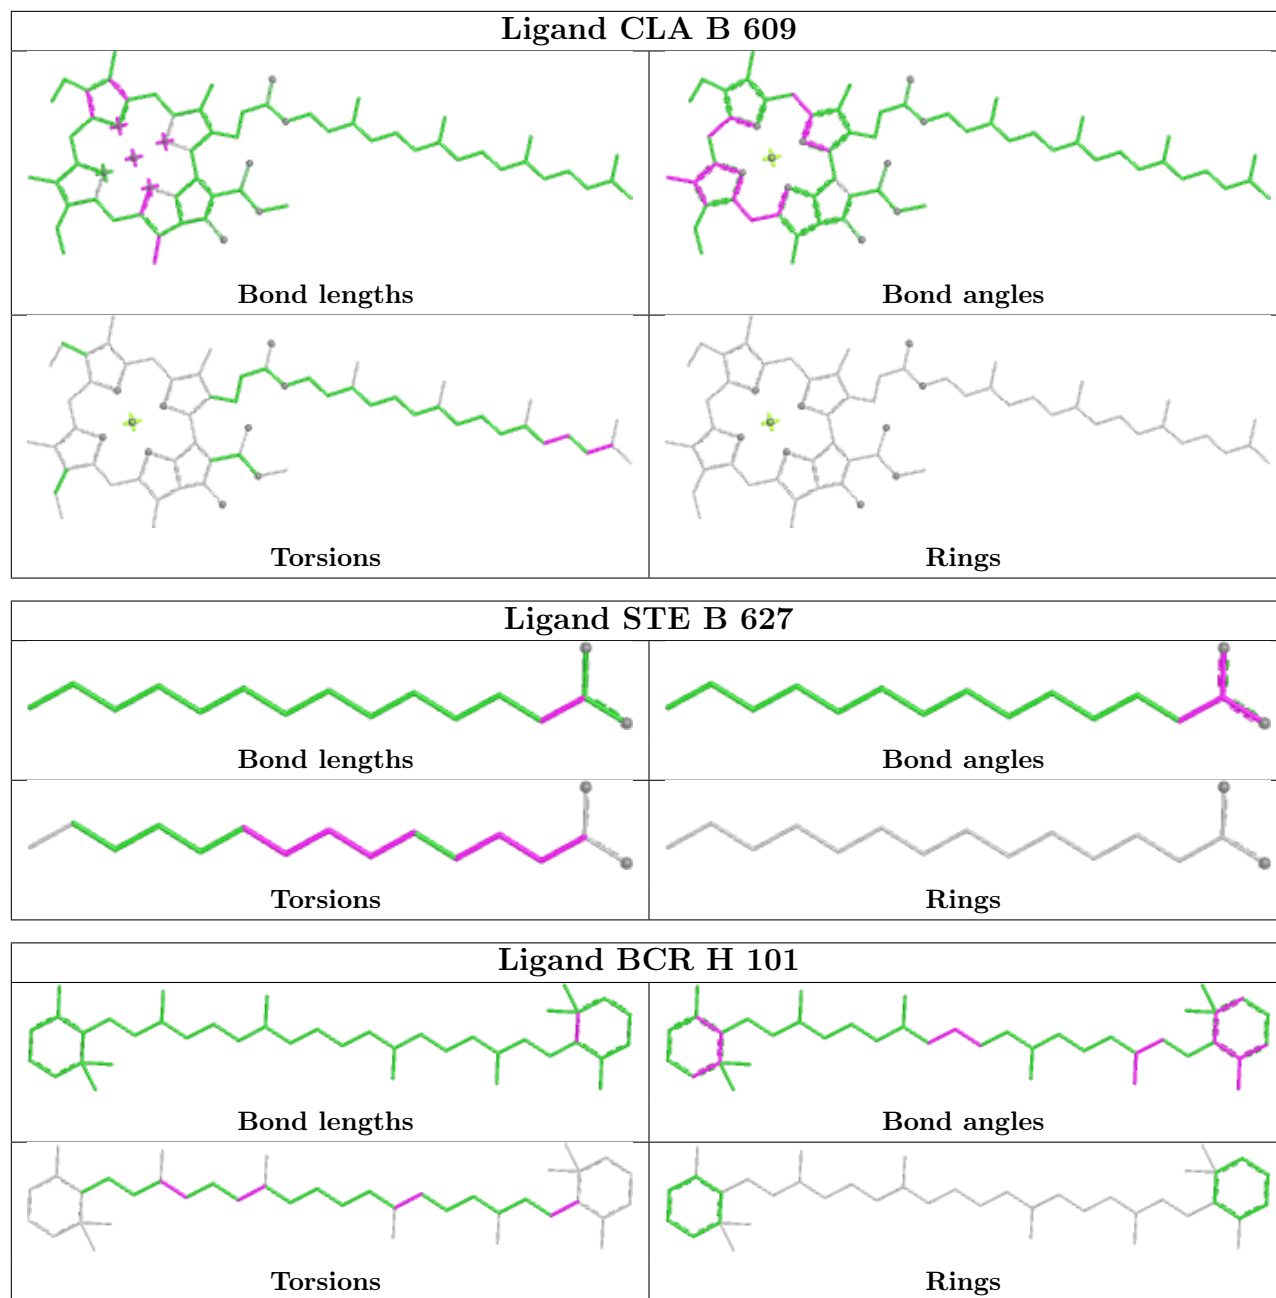 Ligand CLA B 609
Bond lengths
Bond angles
Torsions
Rings
Ligand STE B 627
Bond lengths
Bond angles
Torsions
Rings
Ligand BCR H 101
Bond lengths
Bond angles
Torsions
Rings